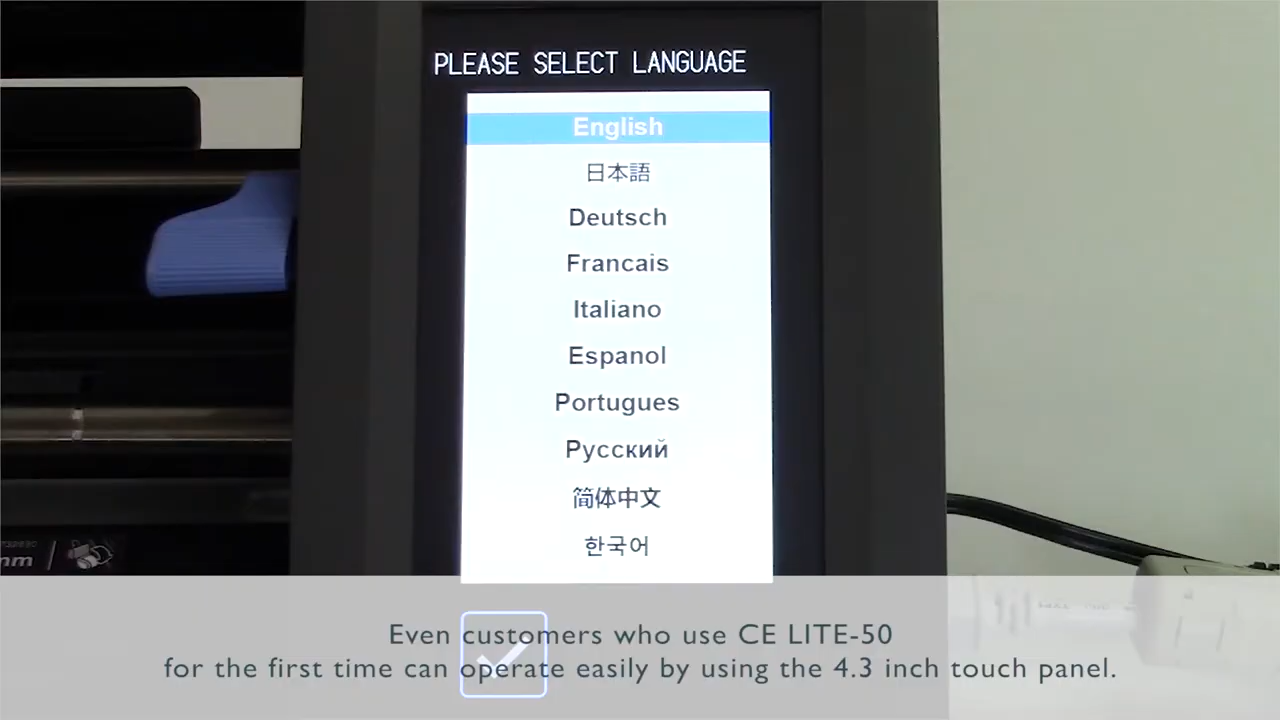 PLEASE SELECT LANGUAGE
English
日本語
Deutsch
Francais
Italiano
Espanol
Portugues
Русский
简体中文
한국어
mm
Even customers who use CE LITE-50
for the first time can operate easily by using the 4.3 inch touch panel.